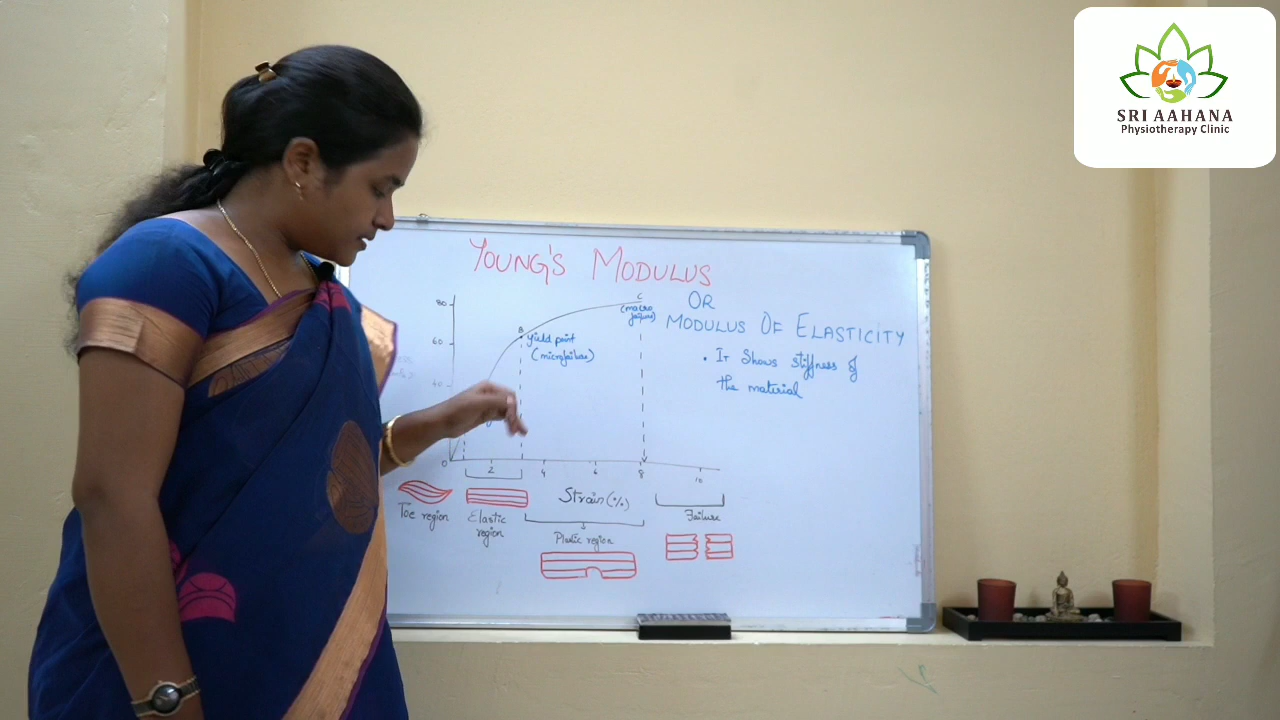 SRI AAHANA
Physiotherapy Clinic
YOUNG'S MODULUS
OR
MODULUS OF ELASTICITY
• IT Shows stiffness of
the material
80
60
40
0
2
4
6
8
10
B
Yield point
(microfailure)
C
(macro
failure)
Strain (%)
Toe region
Elastic
region
Plastic region
Failure